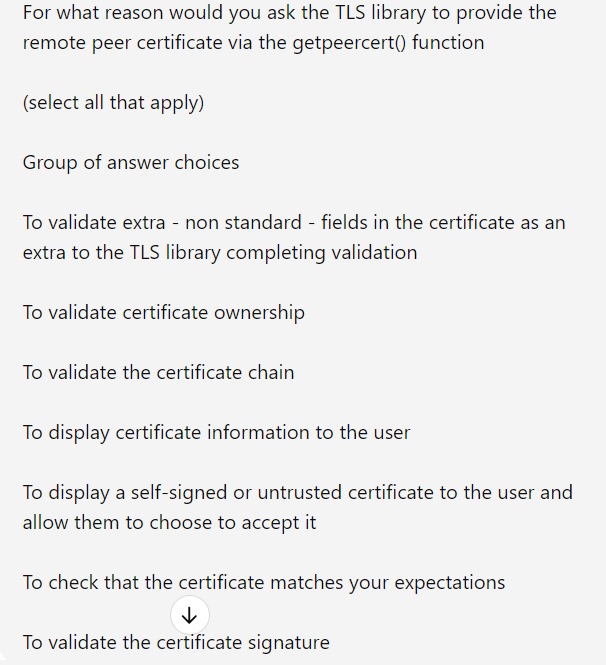 For what reason would you ask the TLS library to provide the
remote peer certificate via the getpeercert() function
(select all that apply)
Group of answer choices
To validate extra - non standard - fields in the certificate as an
extra to the TLS library completing validation
To validate certificate ownership
To validate the certificate chain
To display certificate information to the user
To display a self-signed or untrusted certificate to the user and
allow them to choose to accept it
To check that the certificate matches your expectations
To validate the certificate signature